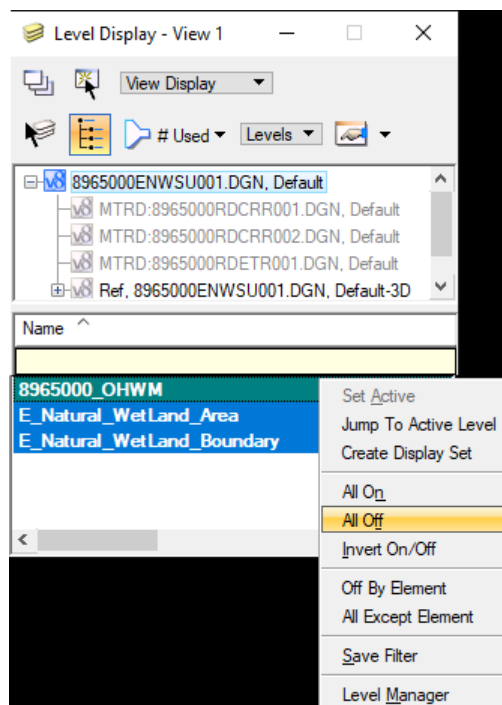 Level Display - View 1
View Display
# Used Levels
8965000ENWSU001.DGN, Default
MTRD:8965000RDCRR001.DGN, Default
MTRD:8965000RDCRR002.DGN, Default
MTRD:8965000RDETR001.DGN, Default
Ref, 8965000ENWSU001.DGN, Default-3D
Name
8965000_OHWM
E_Natural_WetLand_Area
E_Natural_WetLand_Boundary
Set Active
Jump To Active Level
Create Display Set
All On
All Off
Invert On/Off
Off By Element
All Except Element
Save Filter
Level Manager